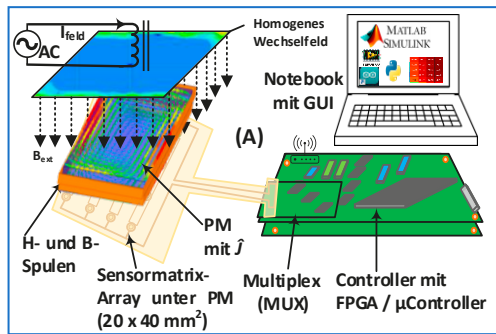 I_feld
AC
Homogenes
Wechselfeld
MATLAB
SIMULINK®
Notebook
mit GUI
B_ext
(A)
PM
mit Ĵ
H- und B-
Spulen
Sensormatrix-
Array unter PM
(20 x 40 mm²)
Multiplex
(MUX)
Controller mit
FPGA / µController